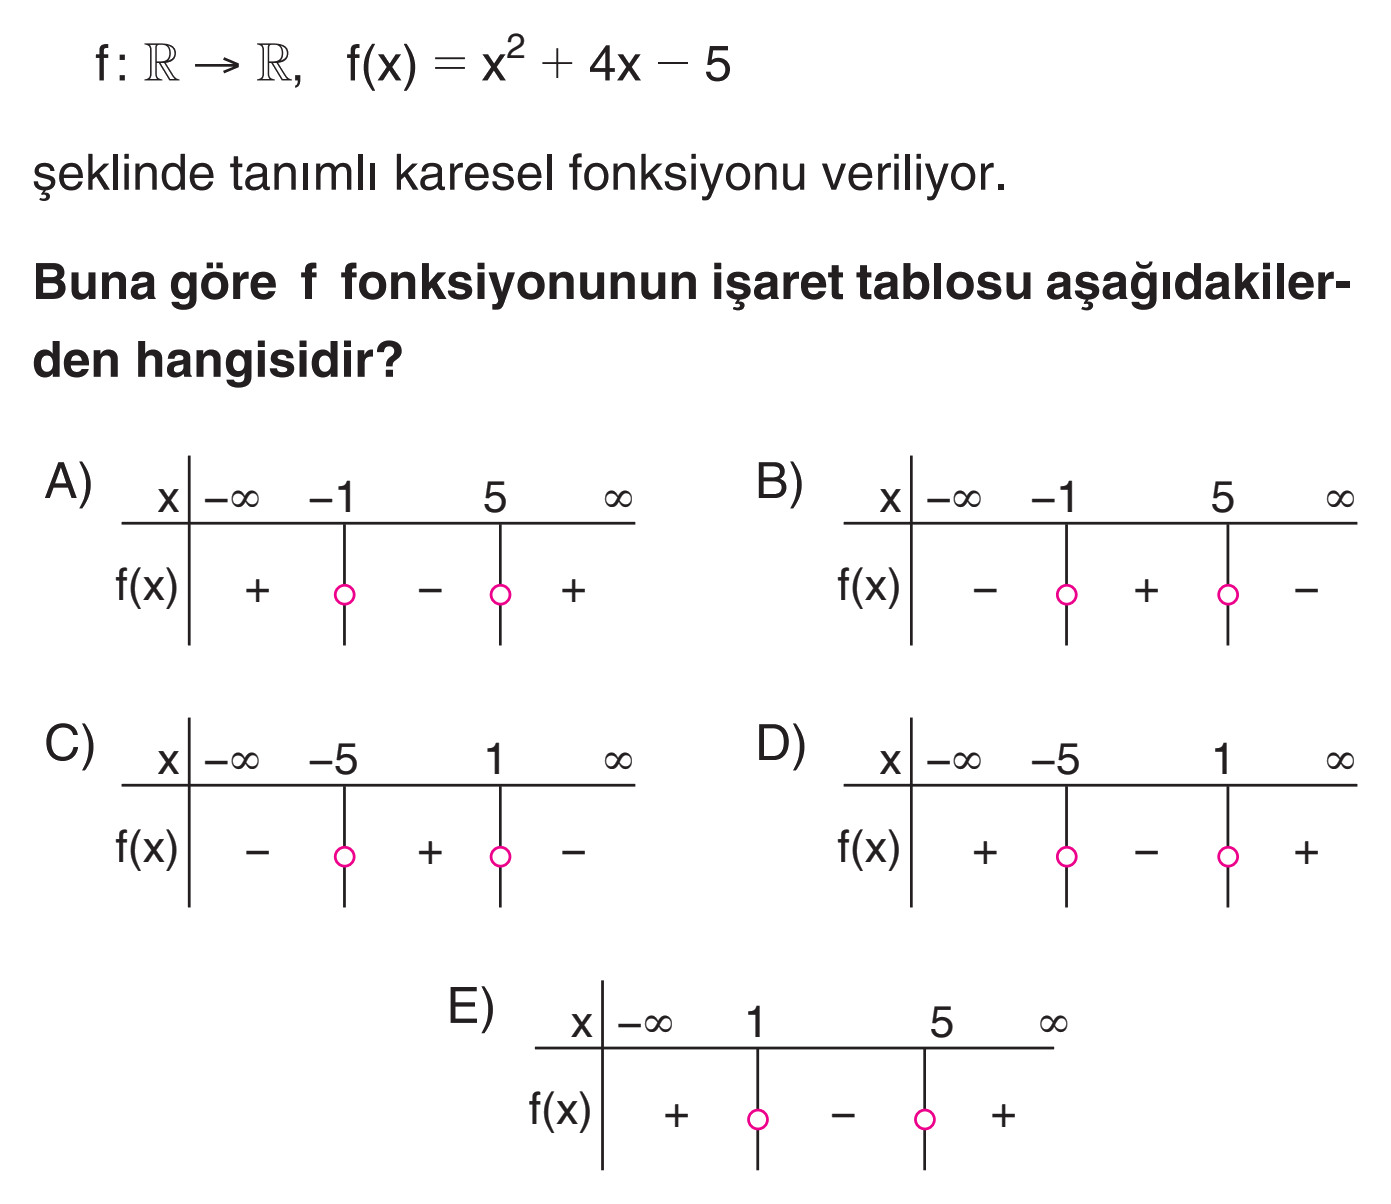 f: ℝ → ℝ, f(x) = x² + 4x − 5
şeklinde tanımlı karesel fonksiyonu veriliyor.
Buna göre f fonksiyonunun işaret tablosu aşağıdakiler-
den hangisidir?
A) x −∞ −1 5 ∞
f(x) + − +
B) x −∞ −1 5 ∞
f(x) − + −
C) x −∞ −5 1 ∞
f(x) − + −
D) x −∞ −5 1 ∞
f(x) + − +
E) x −∞ 1 5 ∞
f(x) + − +